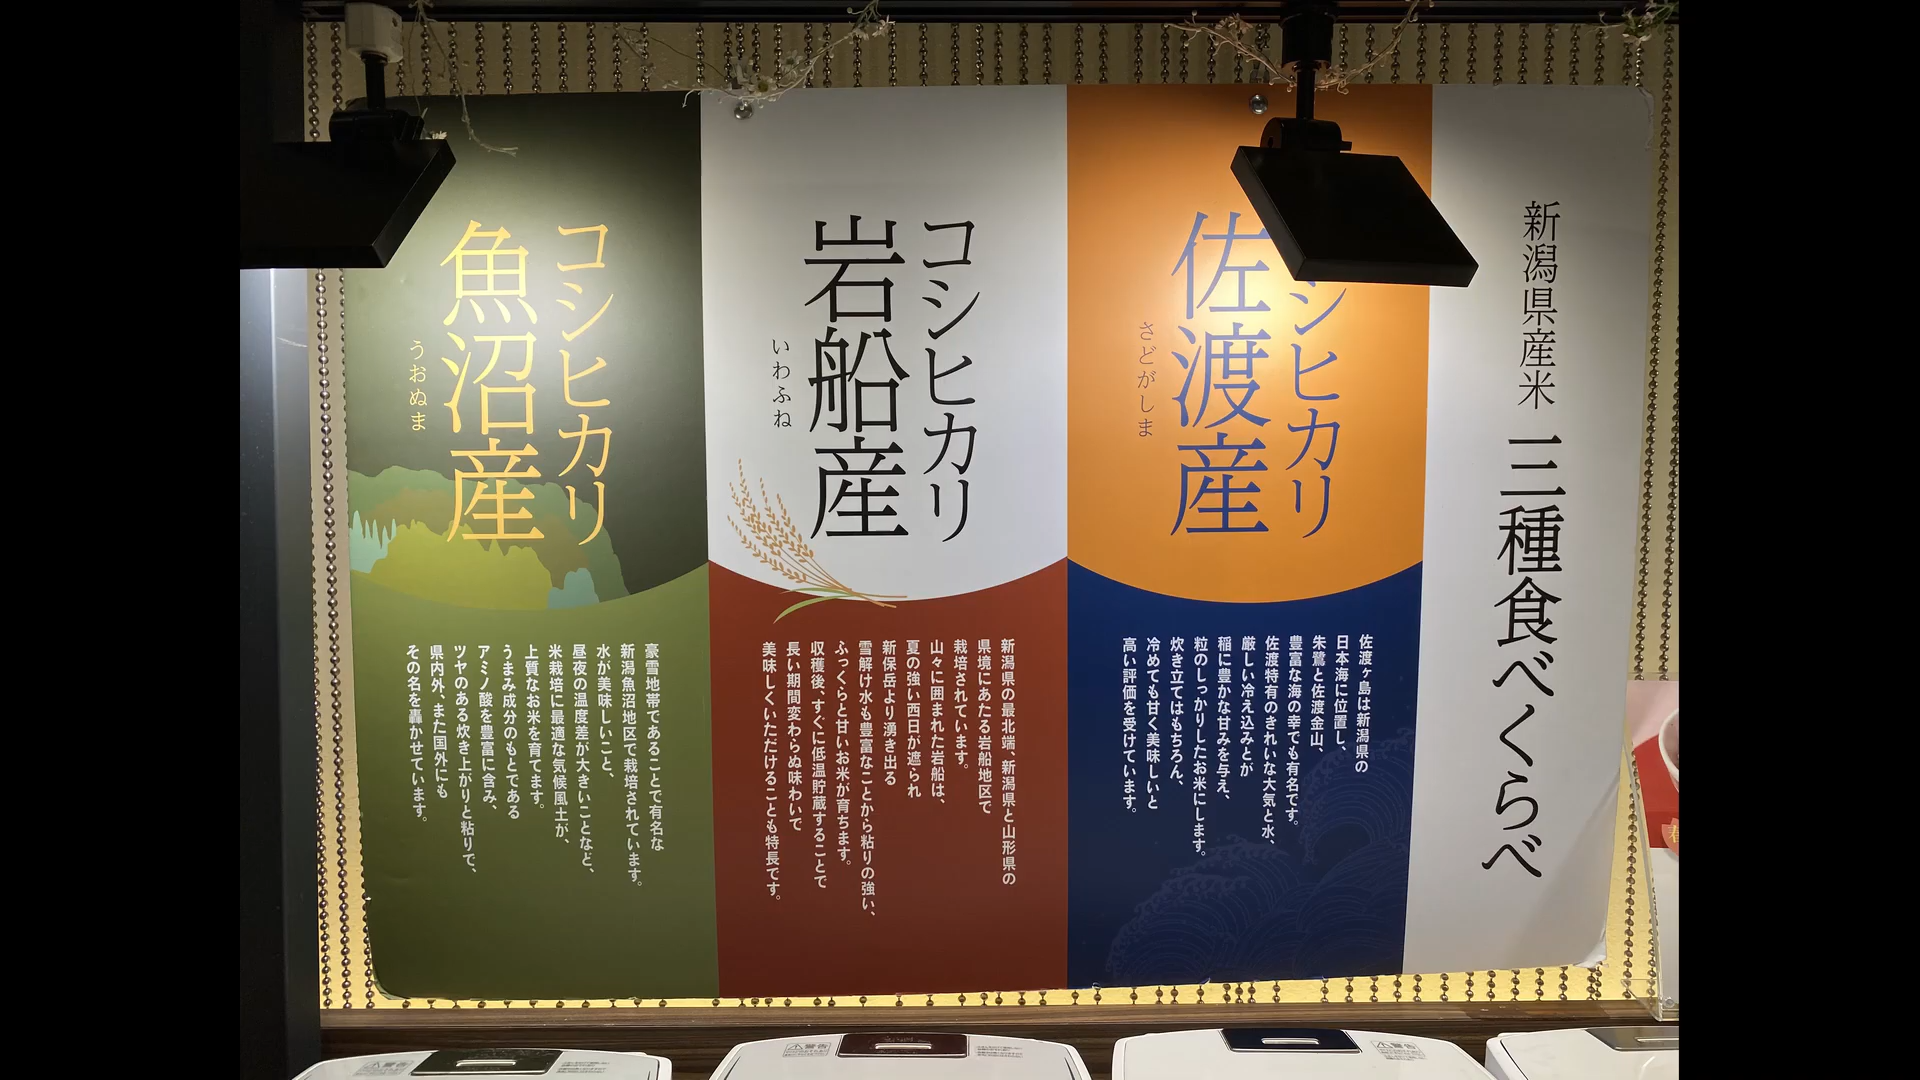 新潟県産米 三種食べくらべ
シヒカリ
佐渡産
さどがしま
佐渡ヶ島は新潟県の
日本海に位置し、
朱鷺と佐渡金山、
豊富な海の幸でも有名です。
佐渡特有のきれいな大気と水、
厳しい冷え込みとが
稲に豊かな甘みを与え、
粒のしっかりしたお米にします。
炊き立てはもちろん、
冷めても甘く美味しいと
高い評価を受けています。
コシヒカリ
岩船産
いわふね
新潟県の最北端、新潟県と山形県の
県境にあたる岩船地区で
栽培されています。
山々に囲まれた岩船は、
夏の強い西日が遮られ
新保岳より湧き出る
雪解け水も豊富なことから粘りの強い、
ふっくらと甘いお米が育ちます。
収穫後、すぐに低温貯蔵することで
長い期間変わらぬ味わいで
美味しくいただけることも特長です。
コシヒカリ
魚沼産
うおぬま
豪雪地帯であることで有名な
新潟魚沼地区で栽培されています。
水が美味しいこと、
昼夜の温度差が大きいことなど、
米栽培に最適な気候風土が、
上質なお米を育てます。
うまみ成分のもとである
アミノ酸を豊富に含み、
ツヤのある炊き上がりと粘りで、
県内外、また国外にも
その名を轟かせています。
警告
警告
警告